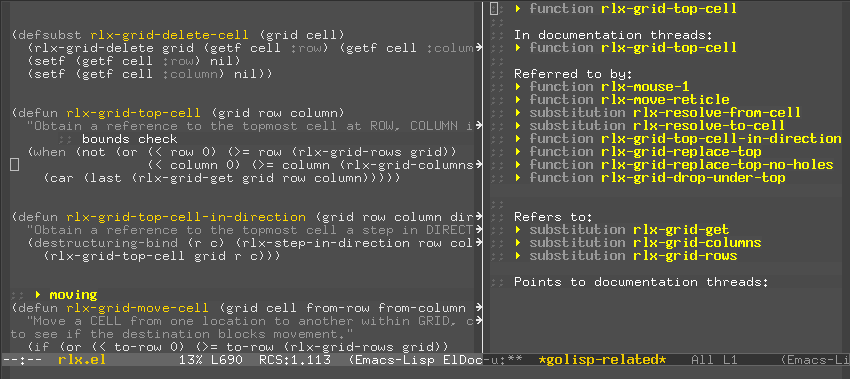 (defsubst rlx-grid-delete-cell (grid cell)
(rlx-grid-delete grid (getf cell :row) (getf cell :colum
(setf (getf cell :row) nil)
(setf (getf cell :column) nil))
(defun rlx-grid-top-cell (grid row column)
"Obtain a reference to the topmost cell at ROW, COLUMN i
;; bounds check
(when (not (or (< row 0) (>= row (rlx-grid-rows grid))
(< column 0) (>= column (rlx-grid-columns
(car (last (rlx-grid-get grid row column)))))
(defun rlx-grid-top-cell-in-direction (grid row column dir
"Obtain a reference to the topmost cell a step in DIRECT
(destructuring-bind (r c) (rlx-step-in-direction row col
(rlx-grid-top-cell grid r c)))
;; moving
(defun rlx-grid-move-cell (grid cell from-row from-column
"Move a CELL from one location to another within GRID, c
to see if the destination blocks movement."
(if (or (< to-row 0) (>= to-row (rlx-grid-rows grid))
--:-- rlx.el 13% L690 RCS:1.113 (Emacs-Lisp ElDoc
;; function rlx-grid-top-cell
;;
;; In documentation threads:
;; function rlx-grid-top-cell
;;
;; Referred to by:
;; function rlx-mouse-1
;; function rlx-move-reticle
;; substitution rlx-resolve-from-cell
;; substitution rlx-resolve-to-cell
;; function rlx-grid-top-cell-in-direction
;; function rlx-grid-replace-top
;; function rlx-grid-replace-top-no-holes
;; function rlx-grid-drop-under-top
;;
;;
;; Refers to:
;; substitution rlx-grid-get
;; substitution rlx-grid-columns
;; substitution rlx-grid-rows
;;
;; Points to documentation threads:
-u:** *golisp-related* All L1 (Emacs-Li